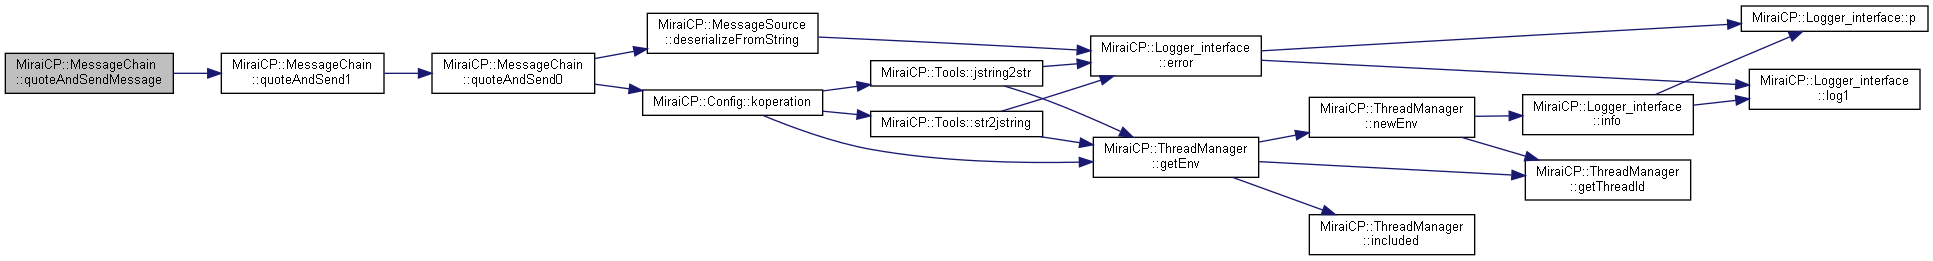 MiraiCP::MessageChain
::quoteAndSendMessage
MiraiCP::MessageChain
::quoteAndSend1
MiraiCP::MessageChain
::quoteAndSend0
MiraiCP::MessageSource
::deserializeFromString
MiraiCP::Config::koperation
MiraiCP::Tools::jstring2str
MiraiCP::Tools::str2jstring
MiraiCP::Logger_interface
::error
MiraiCP::ThreadManager
::getEnv
MiraiCP::ThreadManager
::newEnv
MiraiCP::ThreadManager
::included
MiraiCP::Logger_interface
::info
MiraiCP::ThreadManager
::getThreadId
MiraiCP::Logger_interface::p
MiraiCP::Logger_interface
::log1